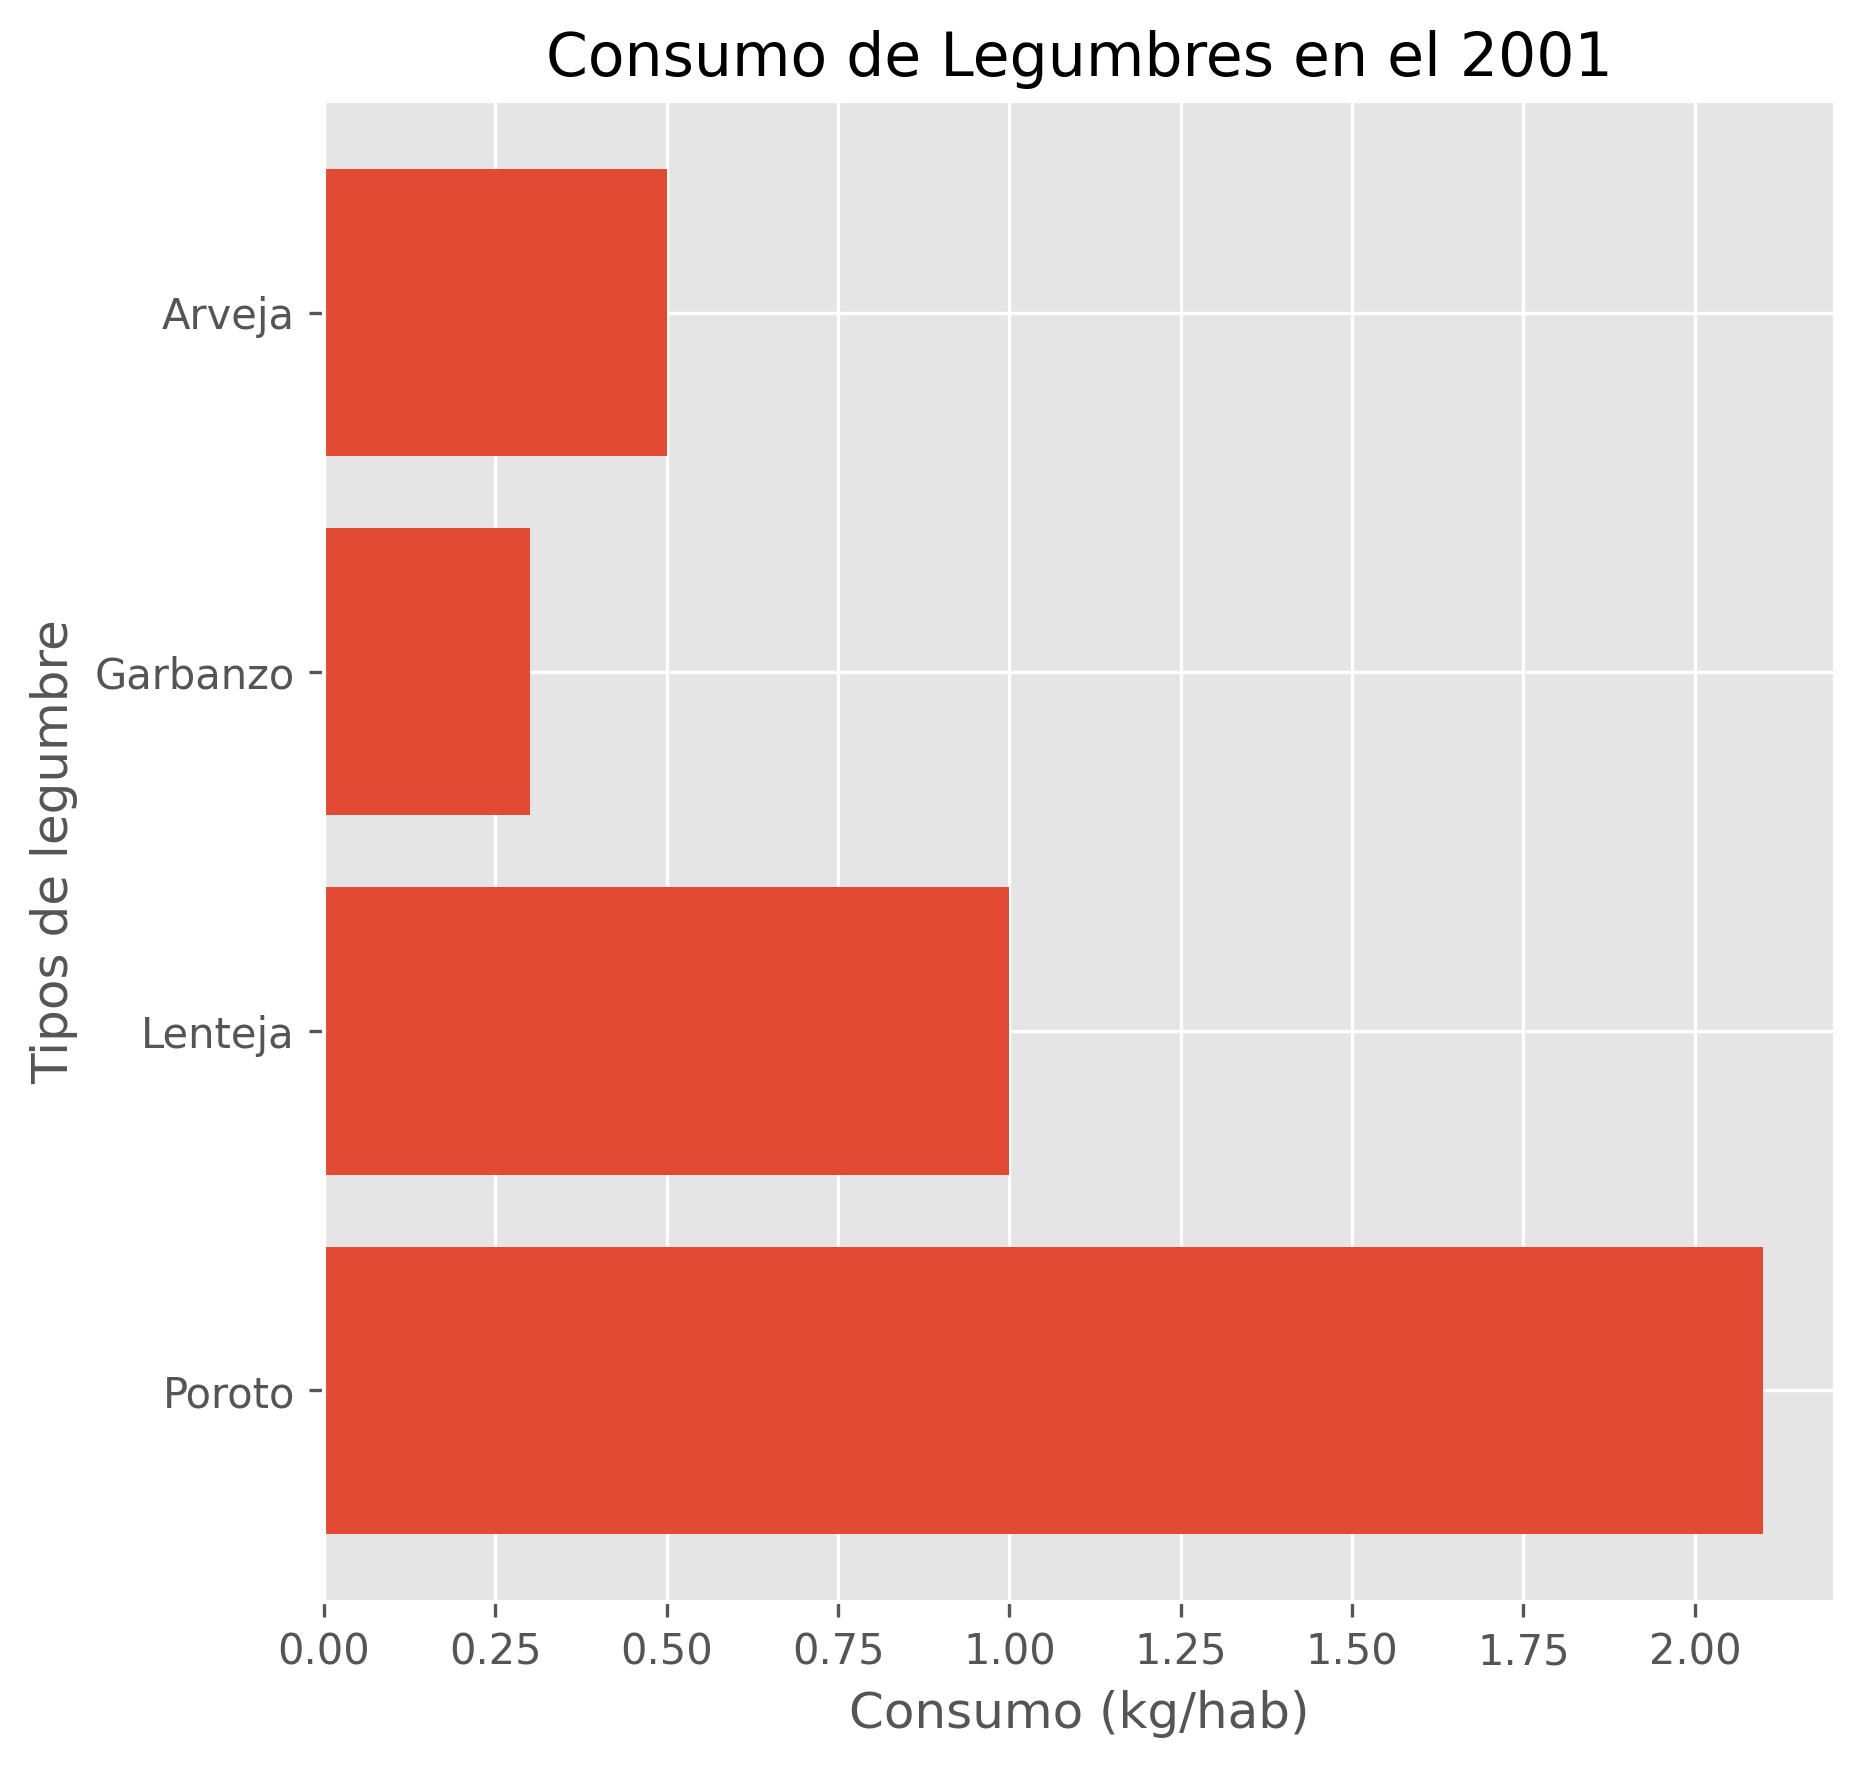 Consumo de Legumbres en el 2001
Tipos de legumbre
Arveja
Garbanzo
Lenteja
Poroto
0.00 0.25 0.50 0.75 1.00 1.25 1.50 1.75 2.00
Consumo (kg/hab)